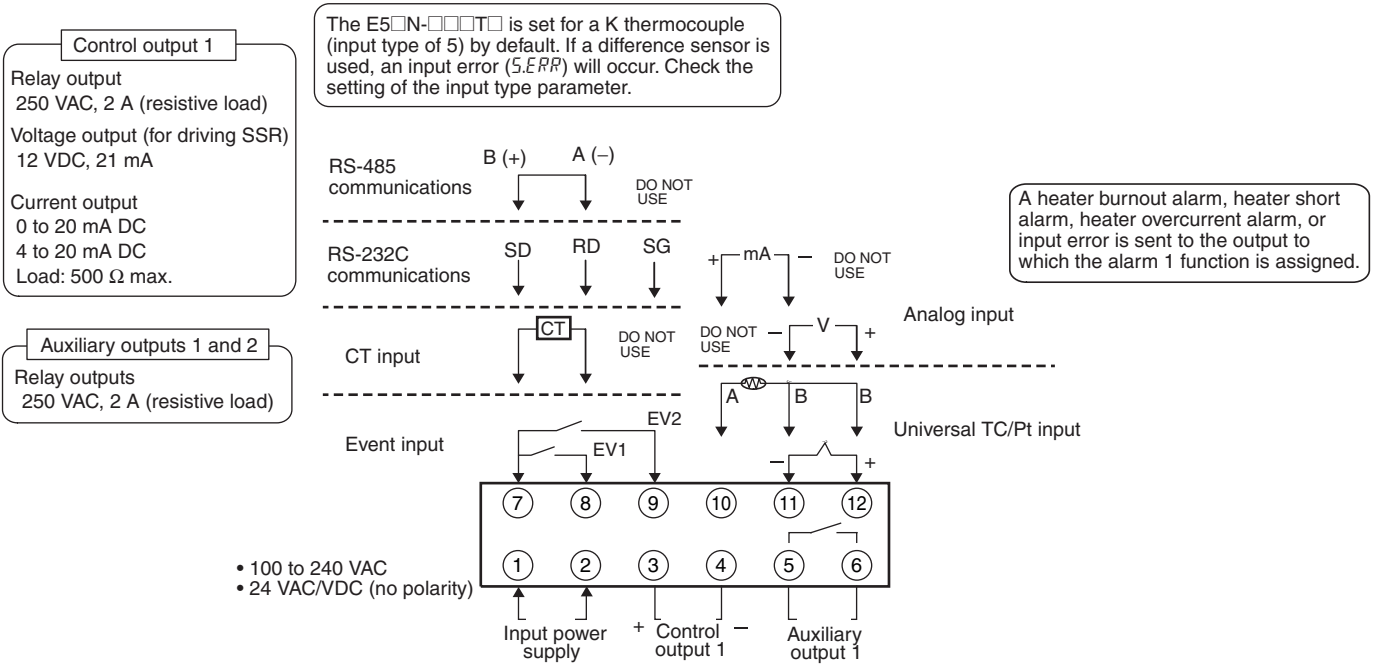 Control output 1
Relay output
250 VAC, 2 A (resistive load)
Voltage output (for driving SSR)
12 VDC, 21 mA
Current output
0 to 20 mA DC
4 to 20 mA DC
Load: 500 Ω max.
Auxiliary outputs 1 and 2
Relay outputs
250 VAC, 2 A (resistive load)
The E5□N-□□□T□ is set for a K thermocouple
(input type of 5) by default. If a difference sensor is
used, an input error (S.ERR) will occur. Check the
setting of the input type parameter.
A heater burnout alarm, heater short
alarm, heater overcurrent alarm, or
input error is sent to the output to
which the alarm 1 function is assigned.
RS-485
communications
B (+) A (−)
DO NOT
USE
RS-232C
communications
SD RD SG
+ mA −
DO NOT
USE
CT input
CT
DO NOT
USE
DO NOT
USE
− V +
Analog input
A B B
Universal TC/Pt input
− +
Event input
EV2
EV1
7 8 9 10 11 12
1 2 3 4 5 6
• 100 to 240 VAC
• 24 VAC/VDC (no polarity)
Input power
supply
+ Control −
output 1
Auxiliary
output 1